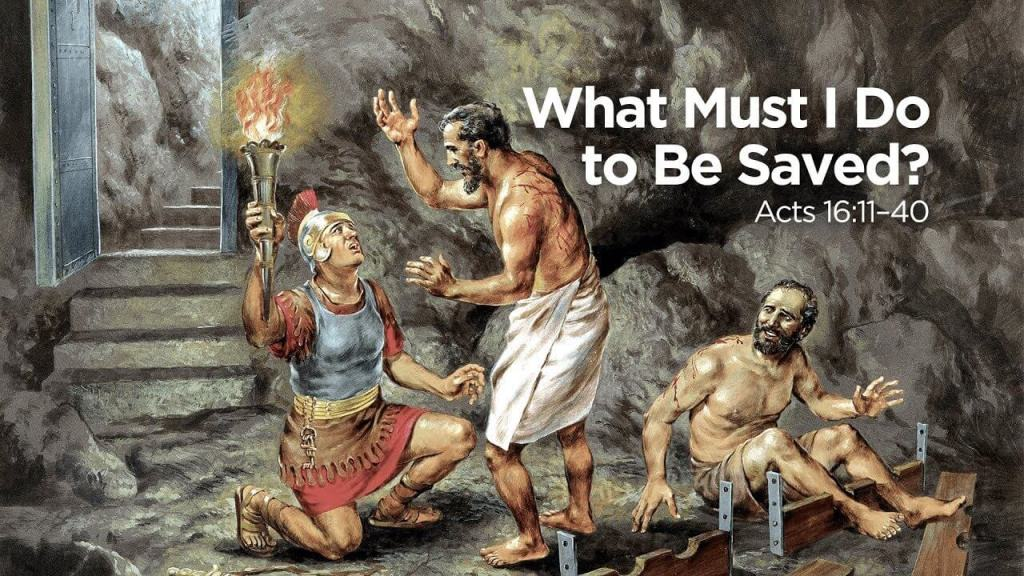 What Must I Do
to Be Saved?
Acts 16:11–40